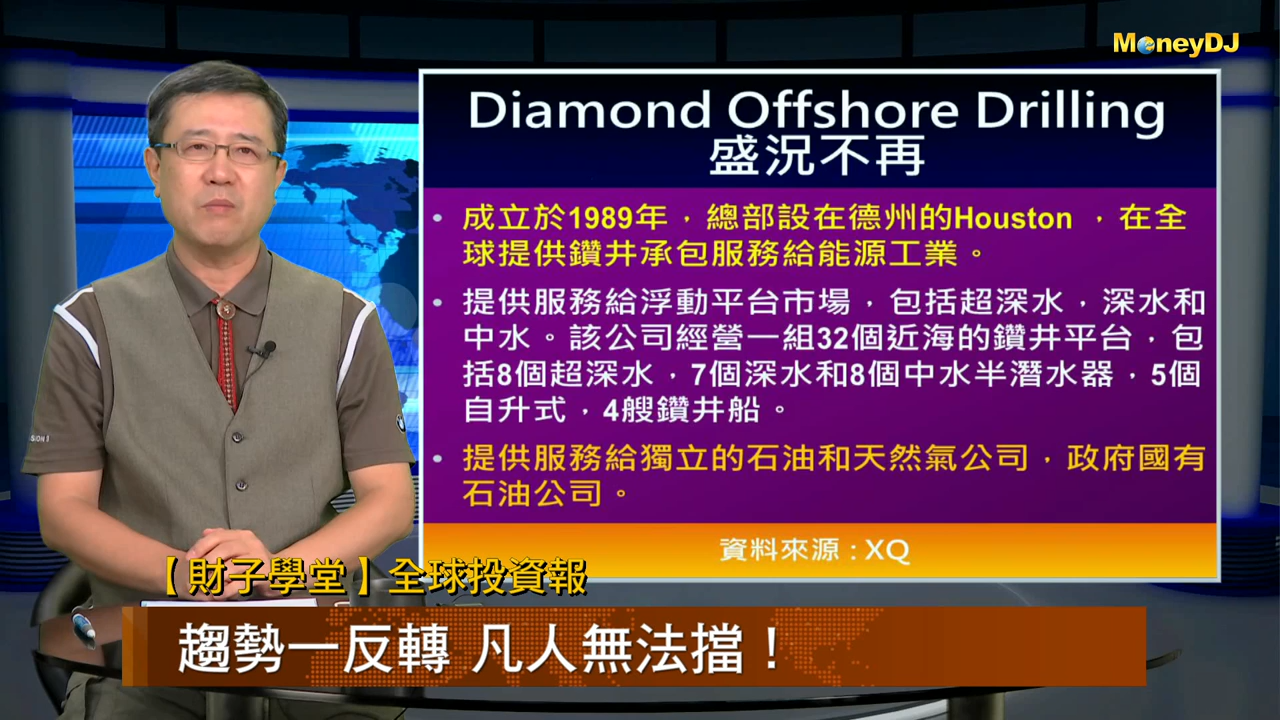 MoneyDJ
Diamond Offshore Drilling
盛況不再
• 成立於1989年，總部設在德州的Houston ，在全
球提供鑽井承包服務給能源工業。
• 提供服務給浮動平台市場，包括超深水，深水和
中水。該公司經營一組32個近海的鑽井平台，包
括8個超深水，7個深水和8個中水半潛水器，5個
自升式，4艘鑽井船。
• 提供服務給獨立的石油和天然氣公司，政府國有
石油公司。
資料來源 : XQ
【財子學堂】全球投資報
趨勢一反轉 凡人無法擋！